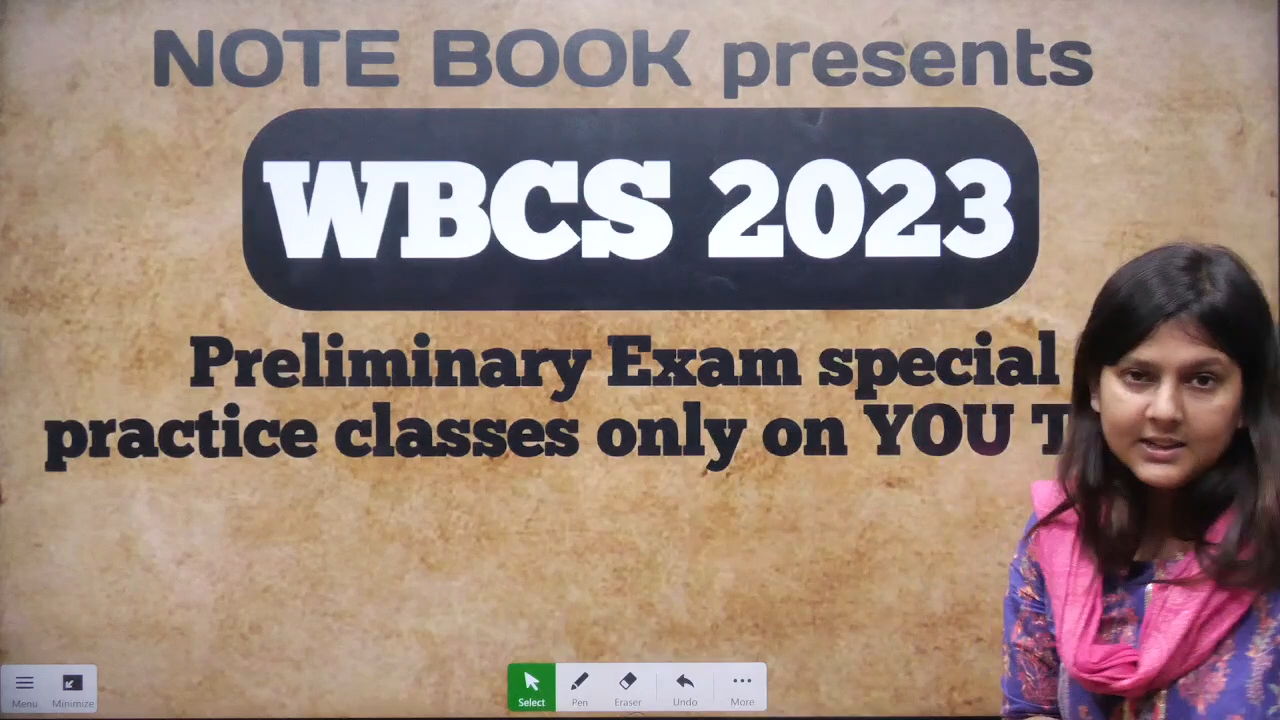 NOTE BOOK presents
WBCS 2023
Preliminary Exam special
practice classes only on YOU T
Menu
Minimize
Select
Pen
Eraser
Undo
More